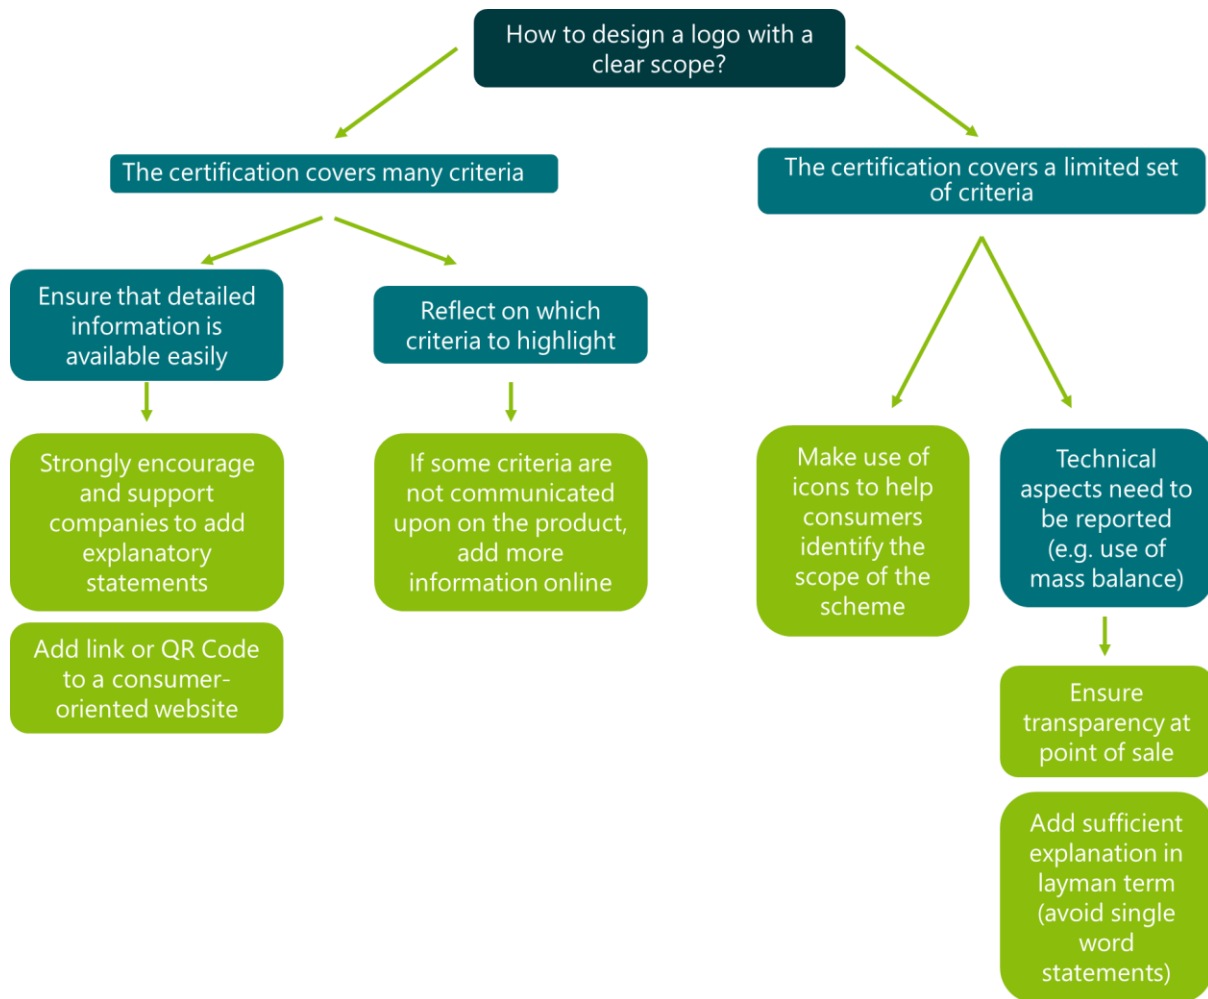 How to design a logo with a
clear scope?
The certification covers many criteria
The certification covers a limited set
of criteria
Ensure that detailed
information is
available easily
Reflect on which
criteria to highlight
Strongly encourage
and support
companies to add
explanatory
statements
If some criteria are
not communicated
upon on the product,
add more
information online
Make use of
icons to help
consumers
identify the
scope of the
scheme
Technical
aspects need to
be reported
(e.g. use of
mass balance)
Add link or QR Code
to a consumer-
oriented website
Ensure
transparency at
point of sale
Add sufficient
explanation in
layman term
(avoid single
word
statements)